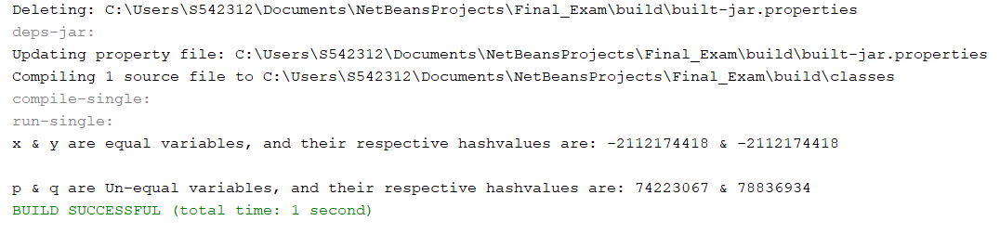 Deleting: C:\Users\S542312\Documents\NetBeansProjects\Final_Exam\build\built-jar.properties
deps-jar:
Updating property file: C:\Users\S542312\Documents\NetBeansProjects\Final_Exam\build\built-jar.properties
Compiling 1 source file to C:\Users\S542312\Documents\NetBeansProjects\Final_Exam\build\classes
compile-single:
run-single:
x & y are equal variables, and their respective hashvalues are: -2112174418 & -2112174418
p & q are Un-equal variables, and their respective hashvalues are: 74223067 & 78836934
BUILD SUCCESSFUL (total time: 1 second)